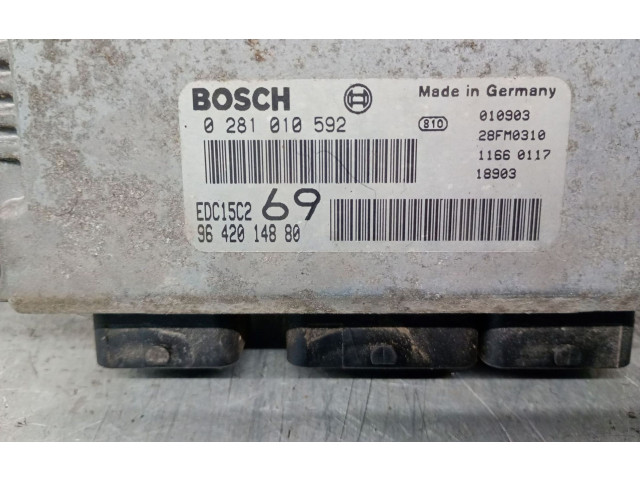 BOSCH
Made in Germany
0 281 010 592
810
010903
28FM0310
1166 0117
18903
EDC15C2 69
96 420 148 80